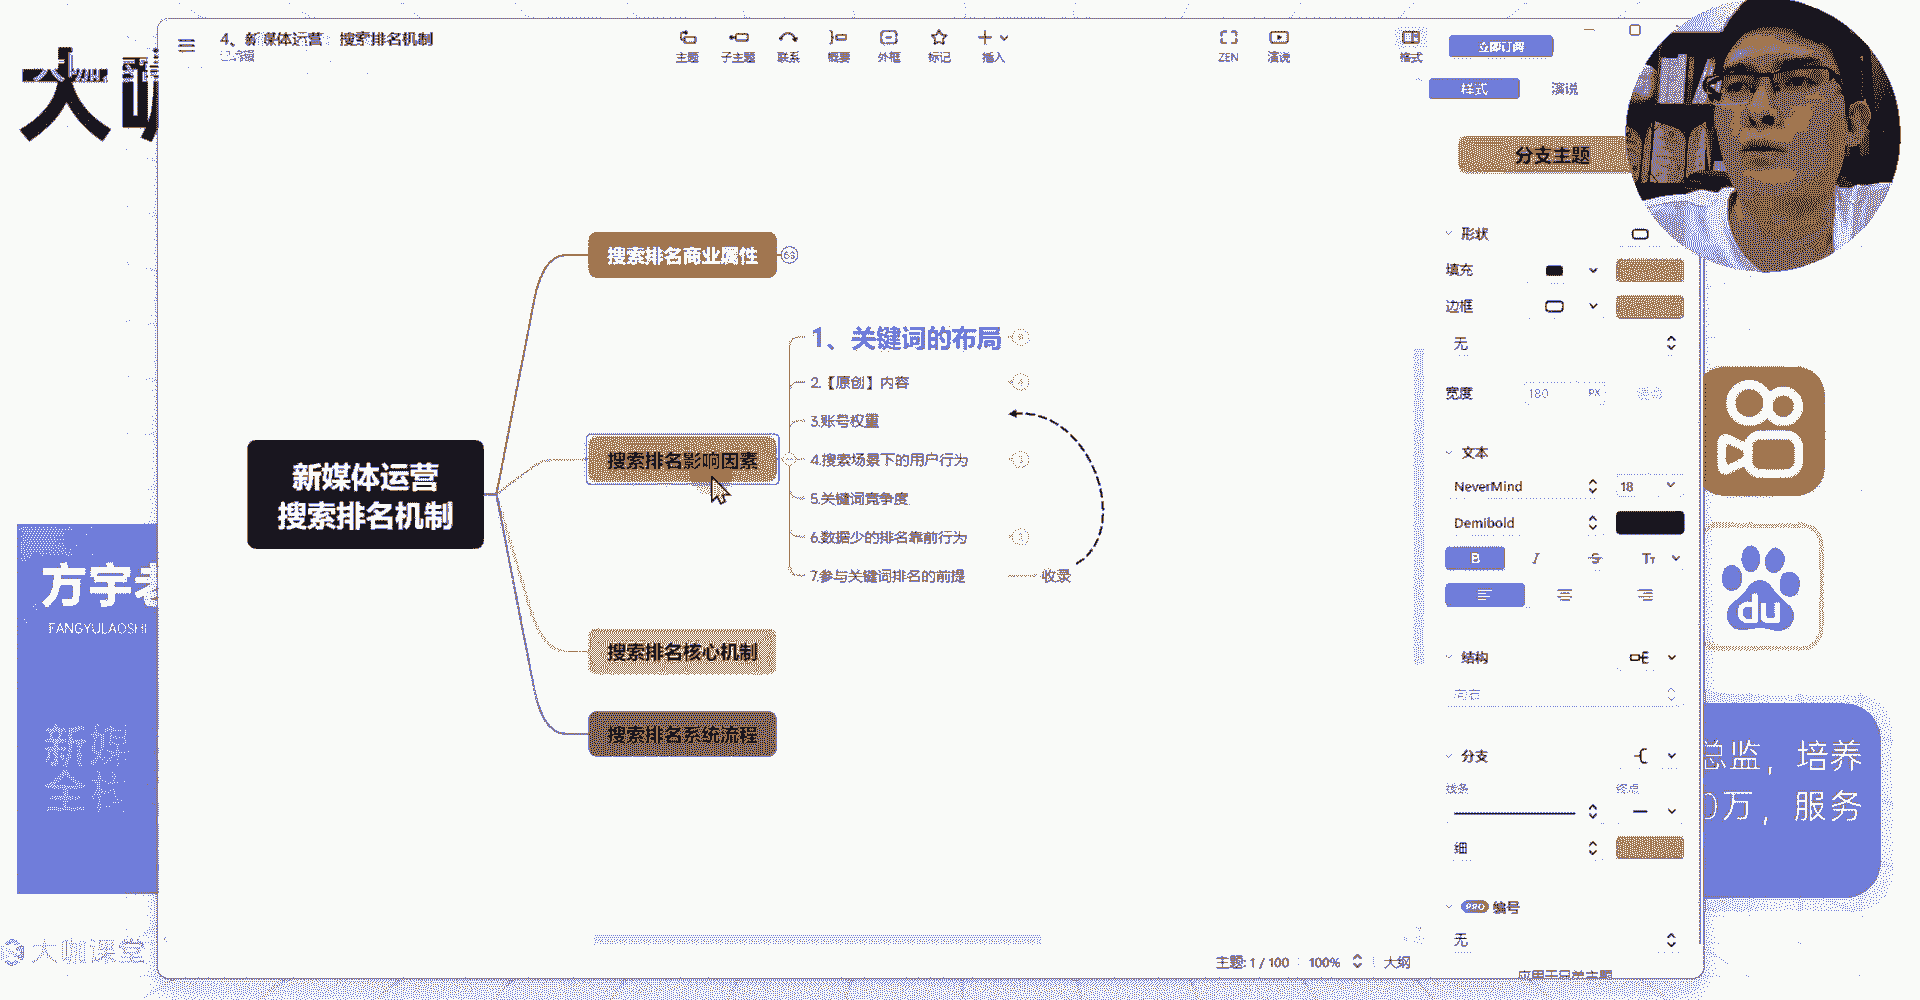 大咖
4、新媒体运营 搜索排名机制
已编辑
主题
子主题
联系
概要
外框
标记
插入
ZEN
演说
格式
立即订阅
样式
演说
分支主题
新媒体运营
搜索排名机制
搜索排名商业属性
搜索排名影响因素
1、关键词的布局
2.【原创】内容
3.账号权重
4.搜索场景下的用户行为
5.关键词竞争度
6.数据少的排名靠前行为
7.参与关键词排名的前提
收录
搜索排名核心机制
搜索排名系统流程
形状
填充
边框
无
宽度
180
PX
文本
NeverMind
18
Demibold
B
I
S
TT
结构
向右
分支
线条
终点
细
PRO 编号
无
应用于兄弟主题
主题: 1 / 100
100%
大纲
方宇老
FANGYULAOSHI
新媒
全栈
大咖课堂
du
总监，培养
0万，服务